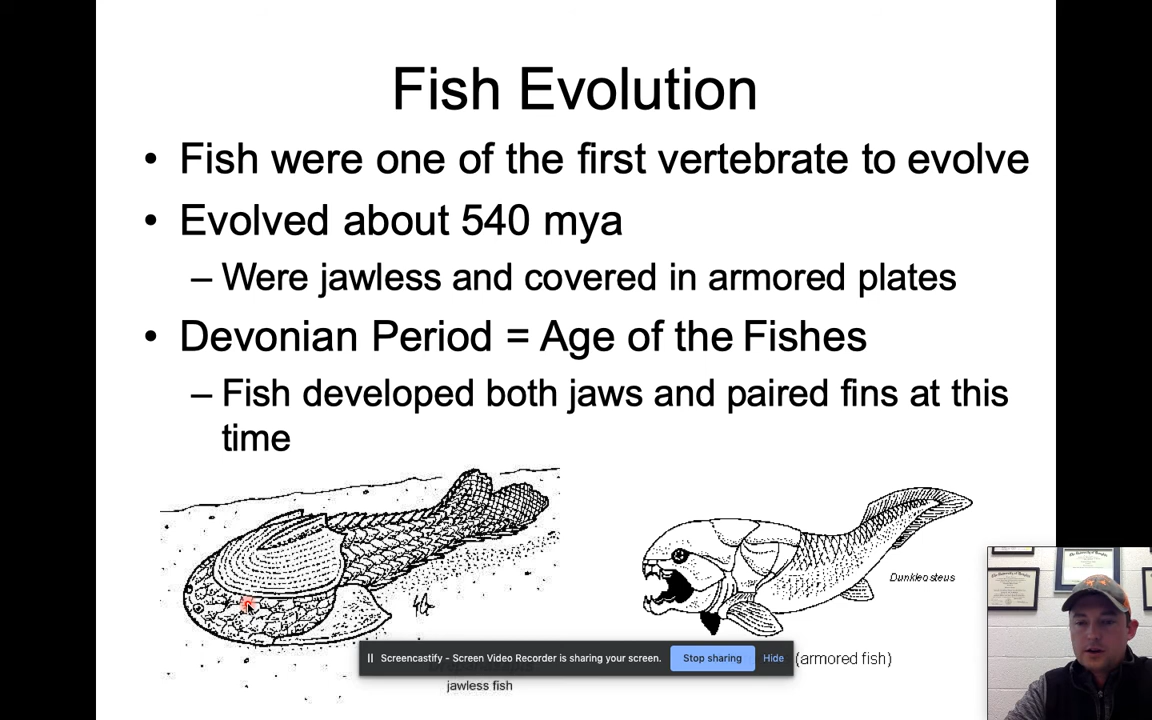 Fish Evolution
• Fish were one of the first vertebrate to evolve
• Evolved about 540 mya
– Were jawless and covered in armored plates
• Devonian Period = Age of the Fishes
– Fish developed both jaws and paired fins at this
time
Dunkleosteus
Screencastify - Screen Video Recorder is sharing your screen.
Stop sharing
Hide
(armored fish)
jawless fish